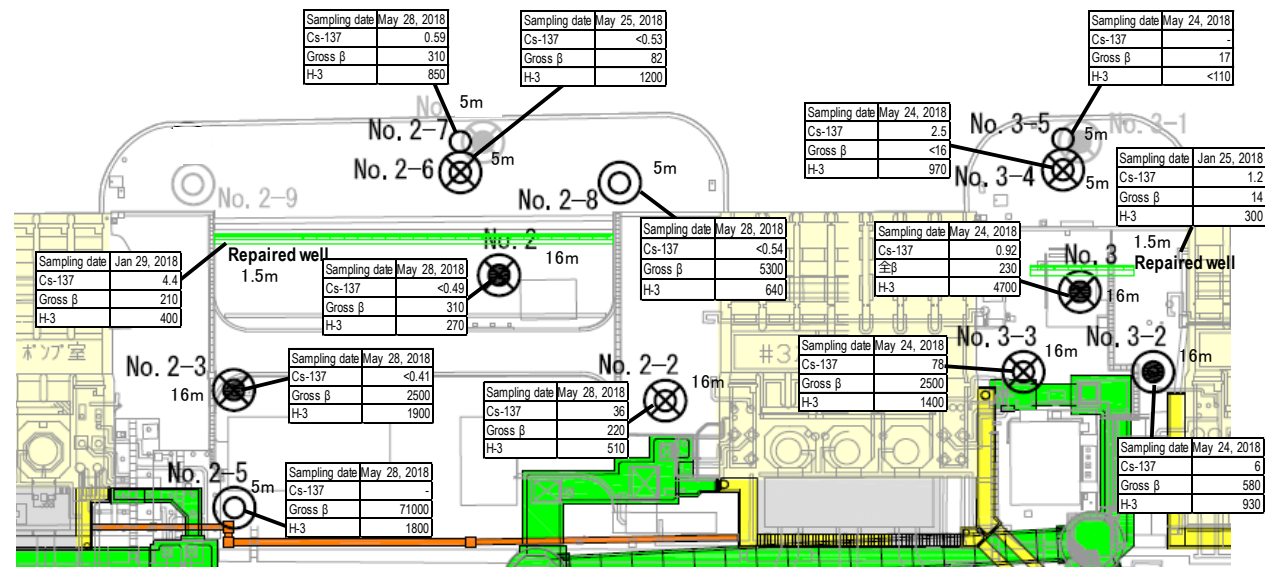 Sampling date May 28, 2018
Cs-137 0.59
Gross β 310
H-3 850
Sampling date May 25, 2018
Cs-137 <0.53
Gross β 82
H-3 1200
Sampling date May 24, 2018
Cs-137 -
Gross β 17
H-3 <110
No 5m
No. 2-7
No. 2-6 5m
No. 2-8 5m
No. 2-9
Sampling date May 24, 2018
Cs-137 2.5
Gross β <16
H-3 970
No. 3-5 5m No. 3-1
No. 3-4 5m
Sampling date Jan 25, 2018
Cs-137 1.2
Gross β 14
H-3 300
Sampling date Jan 29, 2018
Cs-137 4.4
Gross β 210
H-3 400
Repaired well
1.5m
No. 2
16m
Sampling date May 28, 2018
Cs-137 <0.49
Gross β 310
H-3 270
Sampling date May 28, 2018
Cs-137 <0.54
Gross β 5300
H-3 640
Sampling date May 24, 2018
Cs-137 0.92
全β 230
H-3 4700
No. 3
16m
1.5m
Repaired well
ポンプ室
No. 2-3
16m
Sampling date May 28, 2018
Cs-137 <0.41
Gross β 2500
H-3 1900
No. 2-2
16m
Sampling date May 28, 2018
Cs-137 36
Gross β 220
H-3 510
#3
Sampling date May 24, 2018
Cs-137 78
Gross β 2500
H-3 1400
No. 3-3
16m
No. 3-2
16m
Sampling date May 24, 2018
Cs-137 6
Gross β 580
H-3 930
No. 2-5
5m
Sampling date May 28, 2018
Cs-137 -
Gross β 71000
H-3 1800